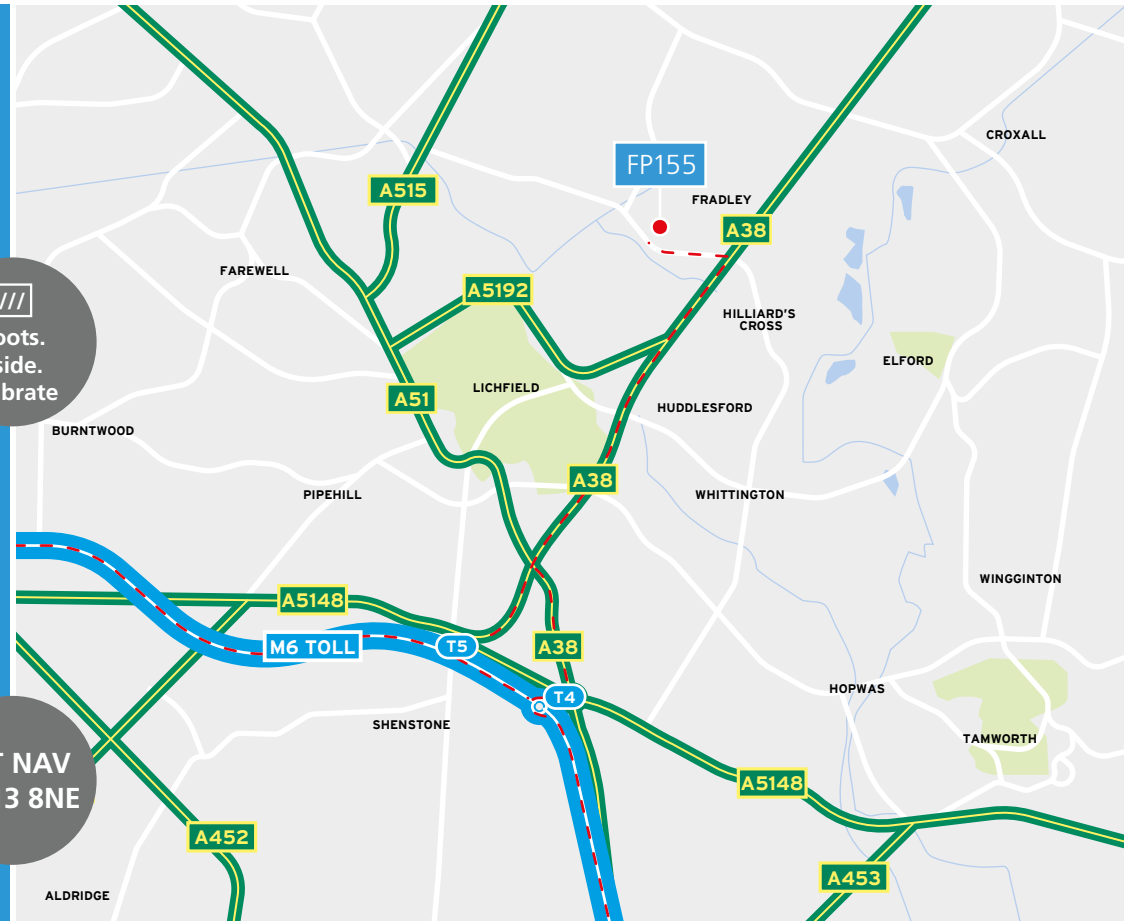 CROXALL
FP155
A515
FRADLEY
A38
FAREWELL
A5192
HILLIARD'S
CROSS
///
oots.
side.
brate
ELFORD
LICHFIELD
A51
HUDDLESFORD
BURNTWOOD
A38
PIPEHILL
WHITTINGTON
WINGGINTON
A5148
M6 TOLL
T5
A38
T4
HOPWAS
SHENSTONE
TAMWORTH
T NAV
3 8NE
A5148
A452
A453
ALDRIDGE